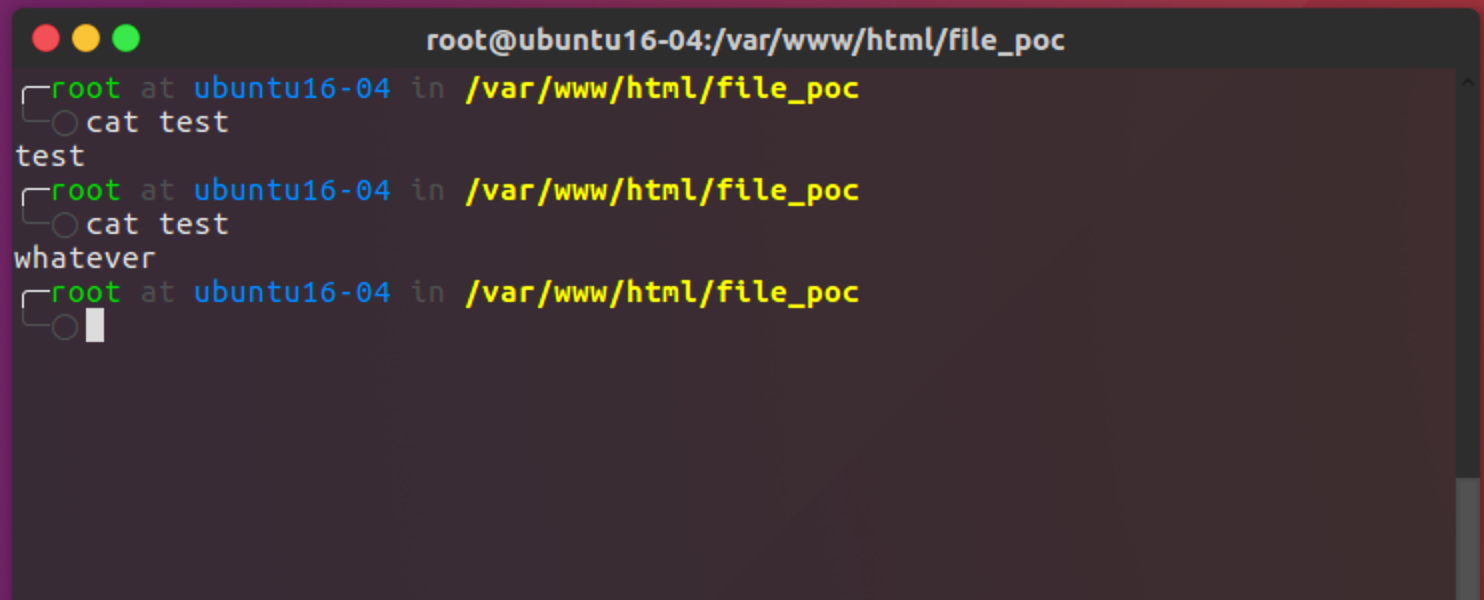 root@ubuntu16-04:/var/www/html/file_poc
root at ubuntu16-04 in /var/www/html/file_poc
cat test
test
root at ubuntu16-04 in /var/www/html/file_poc
cat test
whatever
root at ubuntu16-04 in /var/www/html/file_poc